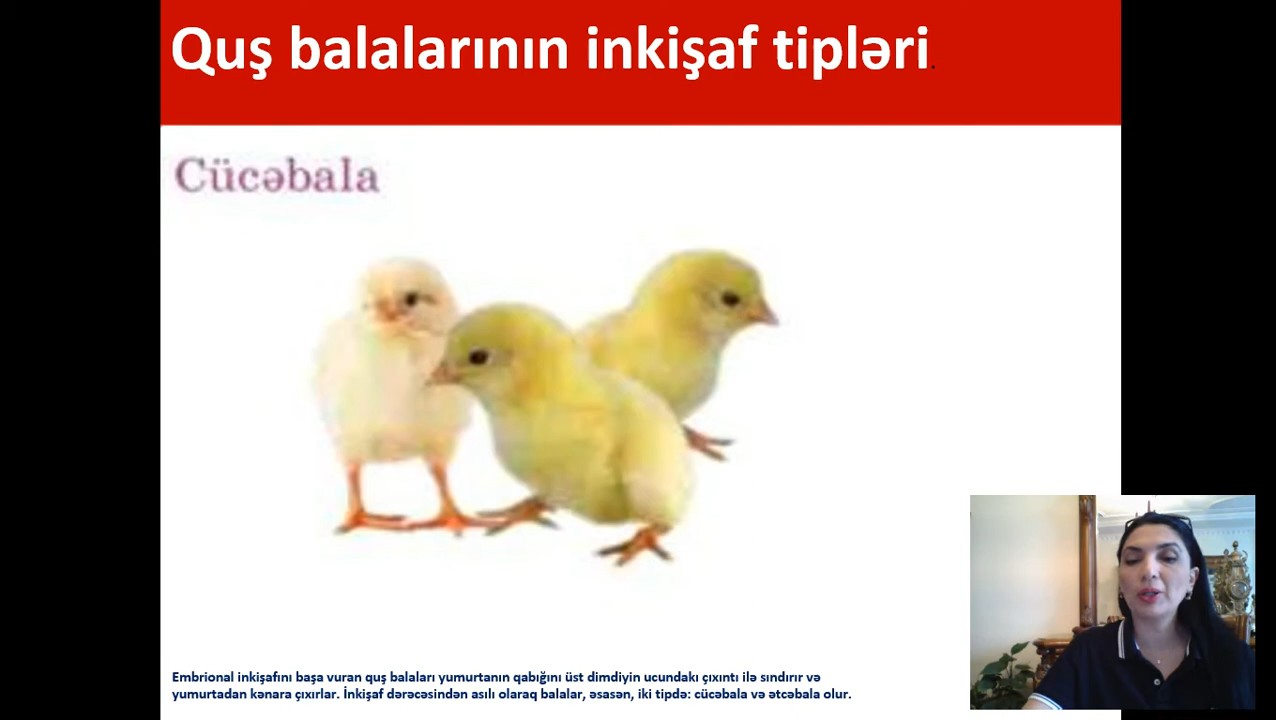 Quş balalarının inkişaf tipləri.
Cücəbala
Embrional inkişafını başa vuran quş balaları yumurtanın qabığını üst dimdiyin ucundakı çıxıntı ilə sındırır və
yumurtadan kənara çıxırlar. İnkişaf dərəcəsindən asılı olaraq balalar, əsasən, iki tipdə: cücəbala və ətcəbala olur.